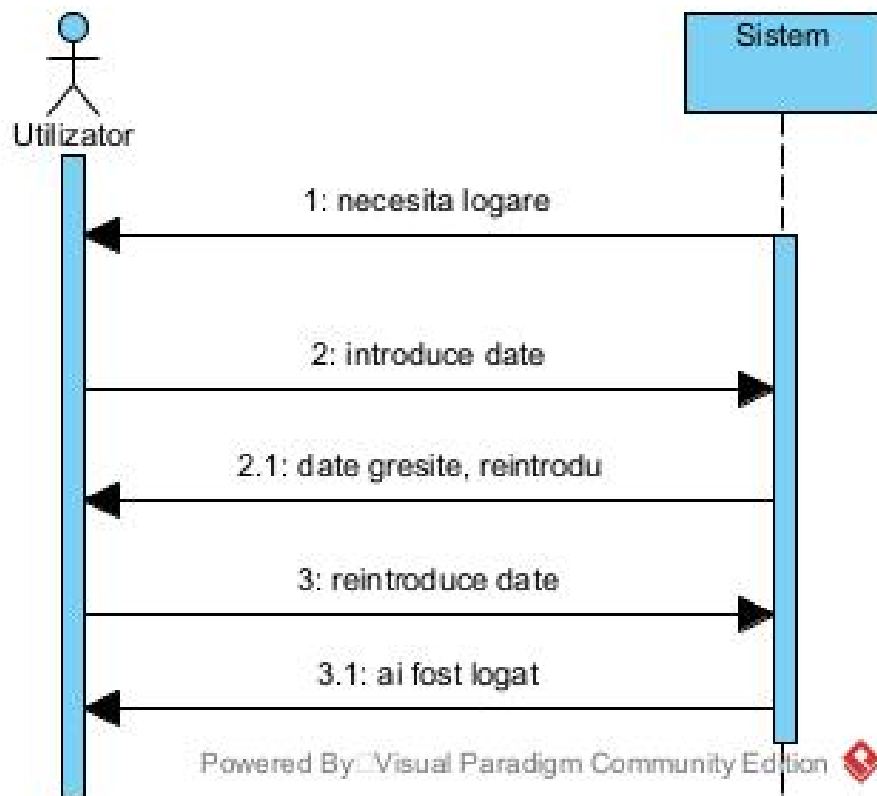 Sistem
Utilizator
1: necesita logare
2: introduce date
2.1: date gresite, reintrodu
3: reintroduce date
3.1: ai fost logat
Powered By Visual Paradigm Community Edition